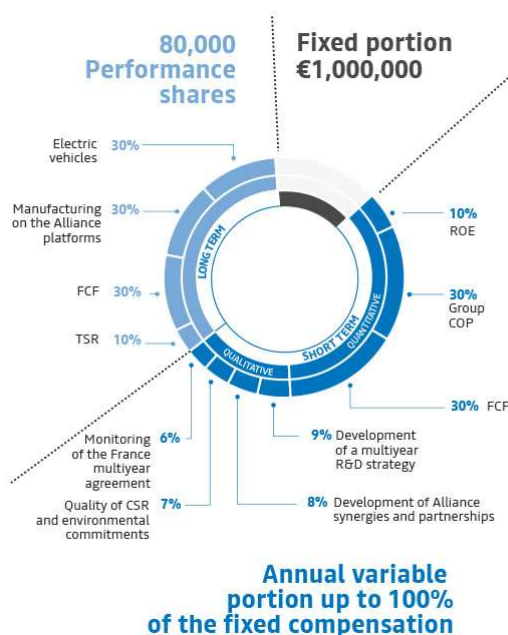 80,000
Performance
shares
Fixed portion
€1,000,000
Electric
vehicles
30%
Manufacturing
on the Alliance
platforms
30%
FCF 30%
TSR 10%
LONG TERM
SHORT TERM
QUANTITATIVE
QUALITATIVE
10%
ROE
30%
Group
COP
30% FCF
9% Development
of a multiyear
R&D strategy
8% Development of Alliance
synergies and partnerships
Monitoring
of the France
multiyear
agreement
6%
Quality of CSR
and environmental
commitments
7%
Annual variable
portion up to 100%
of the fixed compensation